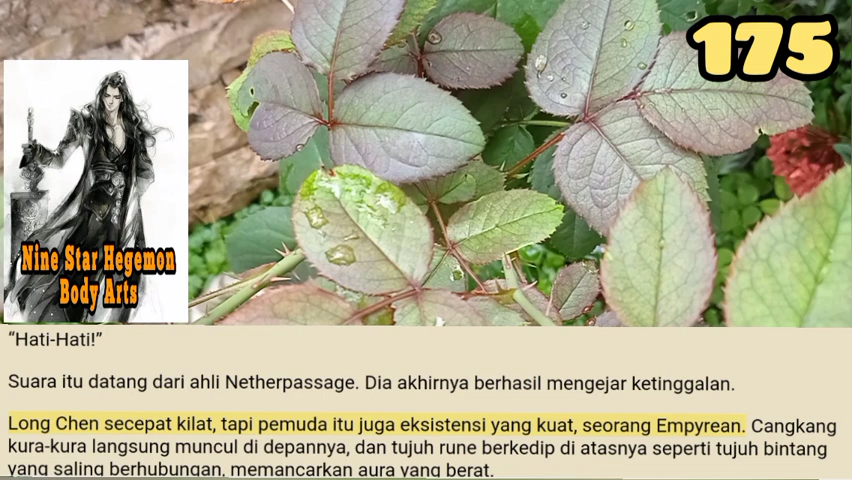 175
Nine Star Hegemon
Body Arts
“Hati-Hati!”
Suara itu datang dari ahli Netherpassage. Dia akhirnya berhasil mengejar ketinggalan.
Long Chen secepat kilat, tapi pemuda itu juga eksistensi yang kuat, seorang Empyrean. Cangkang
kura-kura langsung muncul di depannya, dan tujuh rune berkedip di atasnya seperti tujuh bintang
yang saling berhubungan, memancarkan aura yang berat.